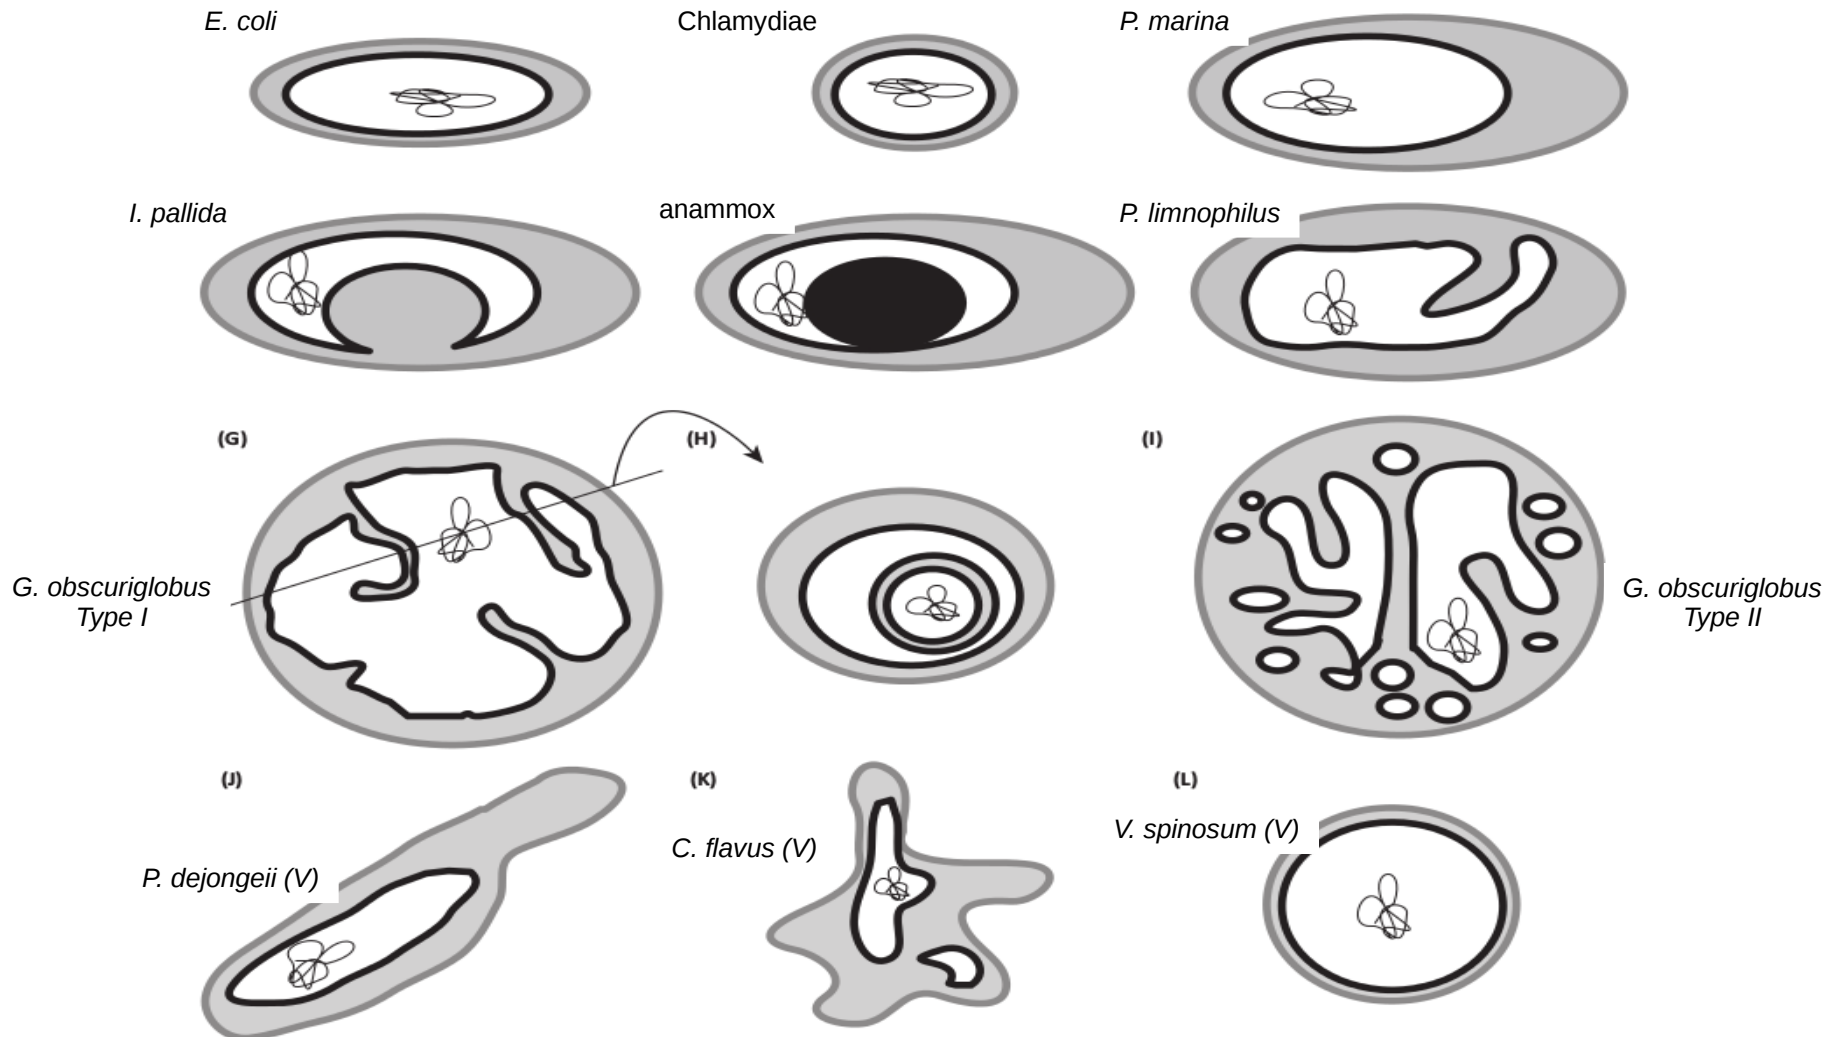 E. coli
Chlamydiae
P. marina
I. pallida
anammox
P. limnophilus
(G)
(H)
(I)
G. obscuriglobus
Type I
G. obscuriglobus
Type II
(J)
(K)
(L)
P. dejongeii (V)
C. flavus (V)
V. spinosum (V)